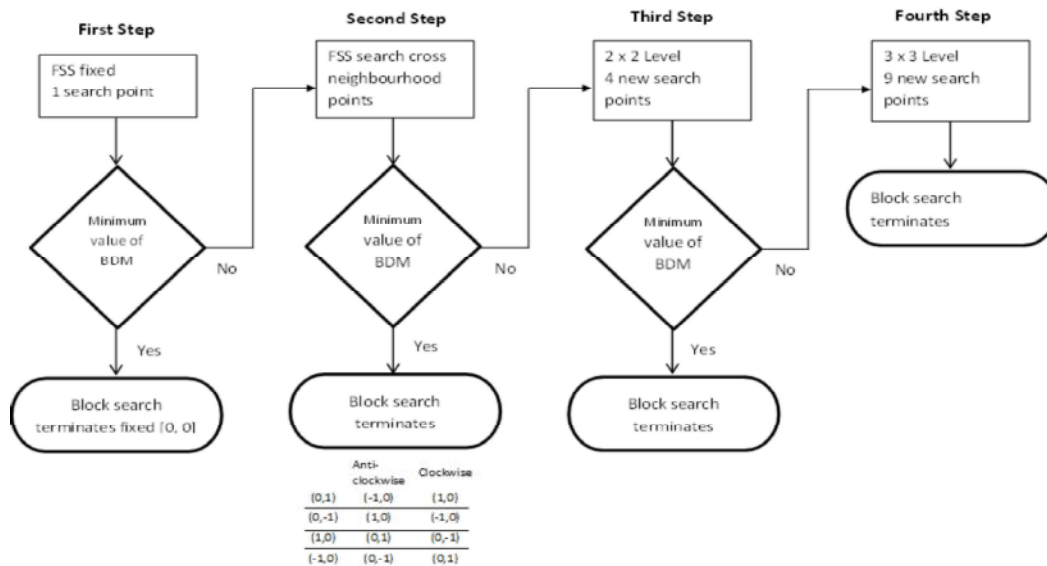 First Step
FSS fixed
1 search point
Minimum
value of
BDM
No
Yes
Block search
terminates fixed [0, 0]
Second Step
FSS search cross
neighbourhood
points
Minimum
value of
BDM
No
Yes
Block search
terminates
Anti-
clockwise Clockwise
(0,1) (-1,0) (1,0)
(0,-1) (1,0) (-1,0)
(1,0) (0,1) (0,-1)
(-1,0) (0,-1) (0,1)
Third Step
2 x 2 Level
4 new search
points
Minimum
value of
BDM
No
Yes
Block search
terminates
Fourth Step
3 x 3 Level
9 new search
points
Block search
terminates